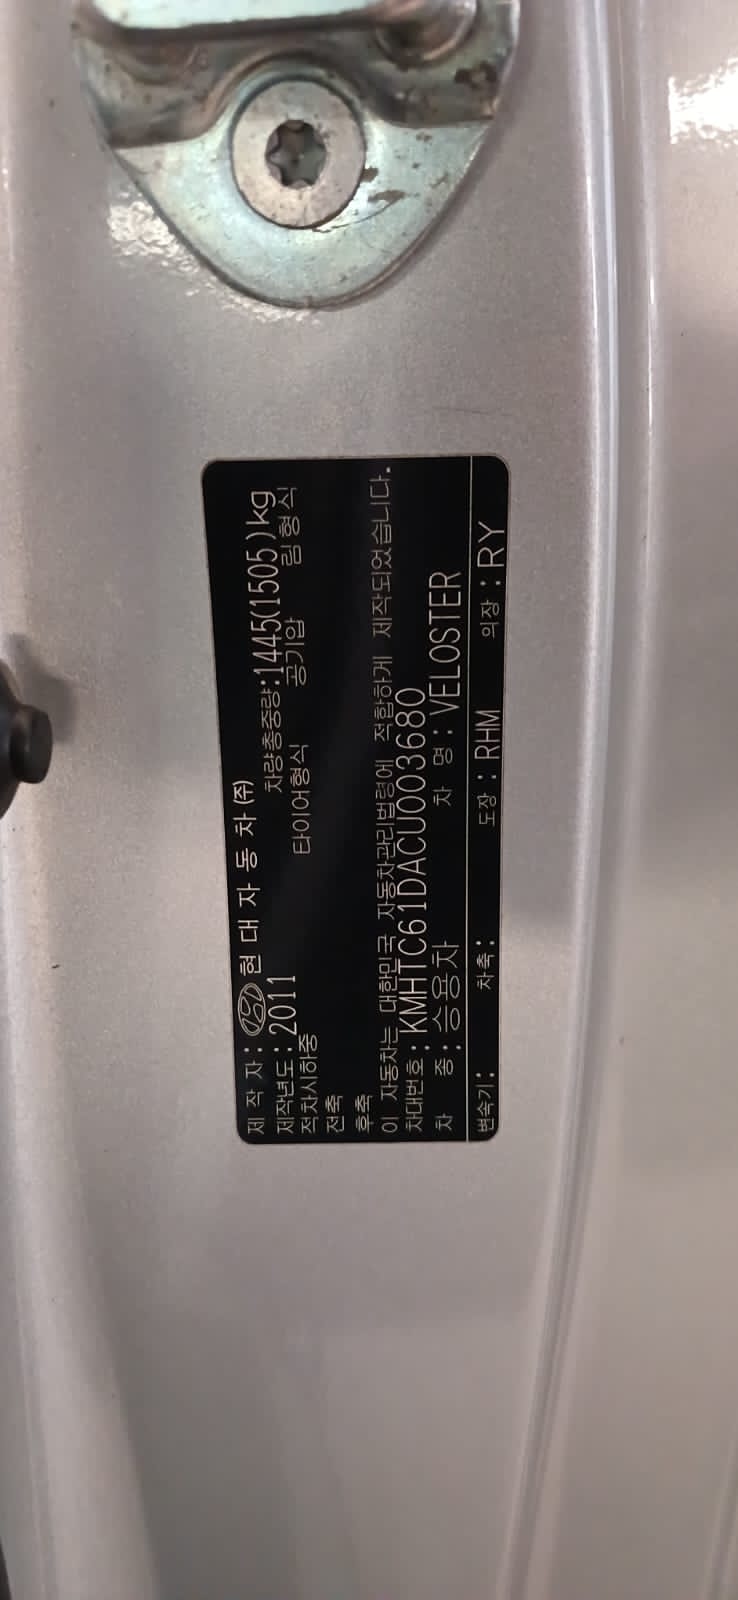 제 작 자 : 현 대 자 동 차 (주)
제작년도 : 2011 차량총중량:1445(1505)kg
적차시하중 타이어형식 공기압 림형식
전축
후축
이 자동차는 대한민국 자동차관리법령에 적합하게 제작되었습니다.
차대번호 : KMHTC61DACU003680
차 종 : 승용차 차 명 : VELOSTER
변속기 : 차축 : 도장 : RHM 의장 : RY